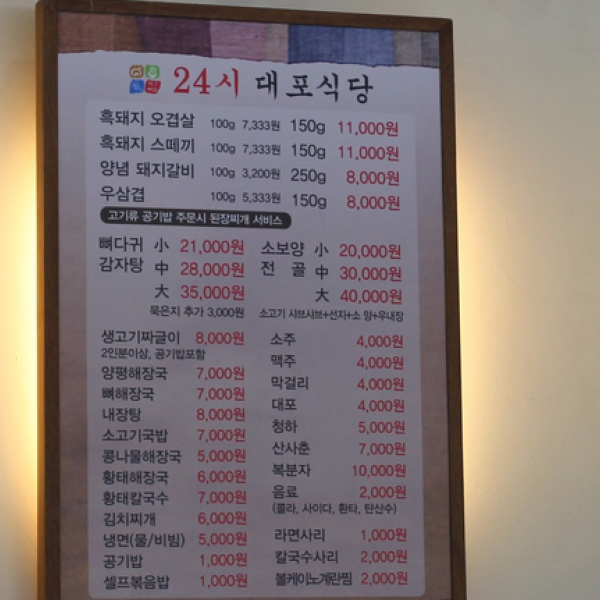 24시 대포식당
흑돼지 오겹살 100g 7,333원 150g 11,000원
흑돼지 스떼끼 100g 7,333원 150g 11,000원
양념 돼지갈비 100g 3,200원 250g 8,000원
우삼겹 100g 5,333원 150g 8,000원
고기류 공기밥 주문시 된장찌개 서비스
뼈다귀 小 21,000원
감자탕 中 28,000원
大 35,000원
묵은지 추가 3,000원
소보양 小 20,000원
전 골 中 30,000원
大 40,000원
소고기 샤브샤브+선지+소 양+우내장
생고기짜글이 8,000원
2인분이상, 공기밥포함
양평해장국 7,000원
뼈해장국 7,000원
내장탕 8,000원
소고기국밥 7,000원
콩나물해장국 5,000원
황태해장국 6,000원
황태칼국수 7,000원
김치찌개 6,000원
냉면(물/비빔) 5,000원
공기밥 1,000원
셀프볶음밥 1,000원
소주 4,000원
맥주 4,000원
막걸리 4,000원
대포 4,000원
청하 5,000원
산사춘 7,000원
복분자 10,000원
음료 2,000원
(콜라, 사이다, 환타, 탄산수)
라면사리 1,000원
칼국수사리 2,000원
볼케이노계란찜 2,000원